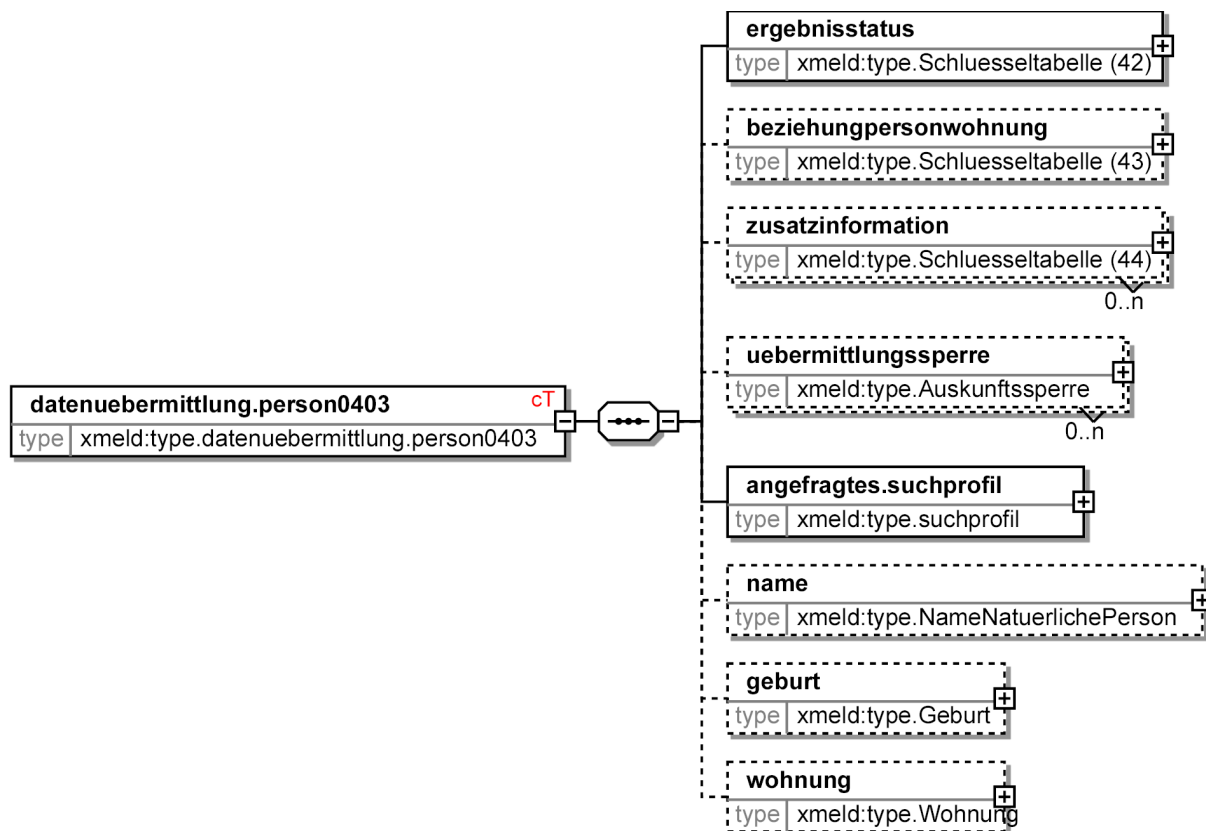 ergebnisstatus
type xmeld:type.Schluesseltabelle (42)
beziehungpersonwohnung
type xmeld:type.Schluesseltabelle (43)
zusatzinformation
type xmeld:type.Schluesseltabelle (44)
0..n
uebermittlungssperre
type xmeld:type.Auskunftssperre
0..n
datenuebermittlung.person0403 cT
type xmeld:type.datenuebermittlung.person0403
angefragtes.suchprofil
type xmeld:type.suchprofil
name
type xmeld:type.NameNatuerlichePerson
geburt
type xmeld:type.Geburt
wohnung
type xmeld:type.Wohnung